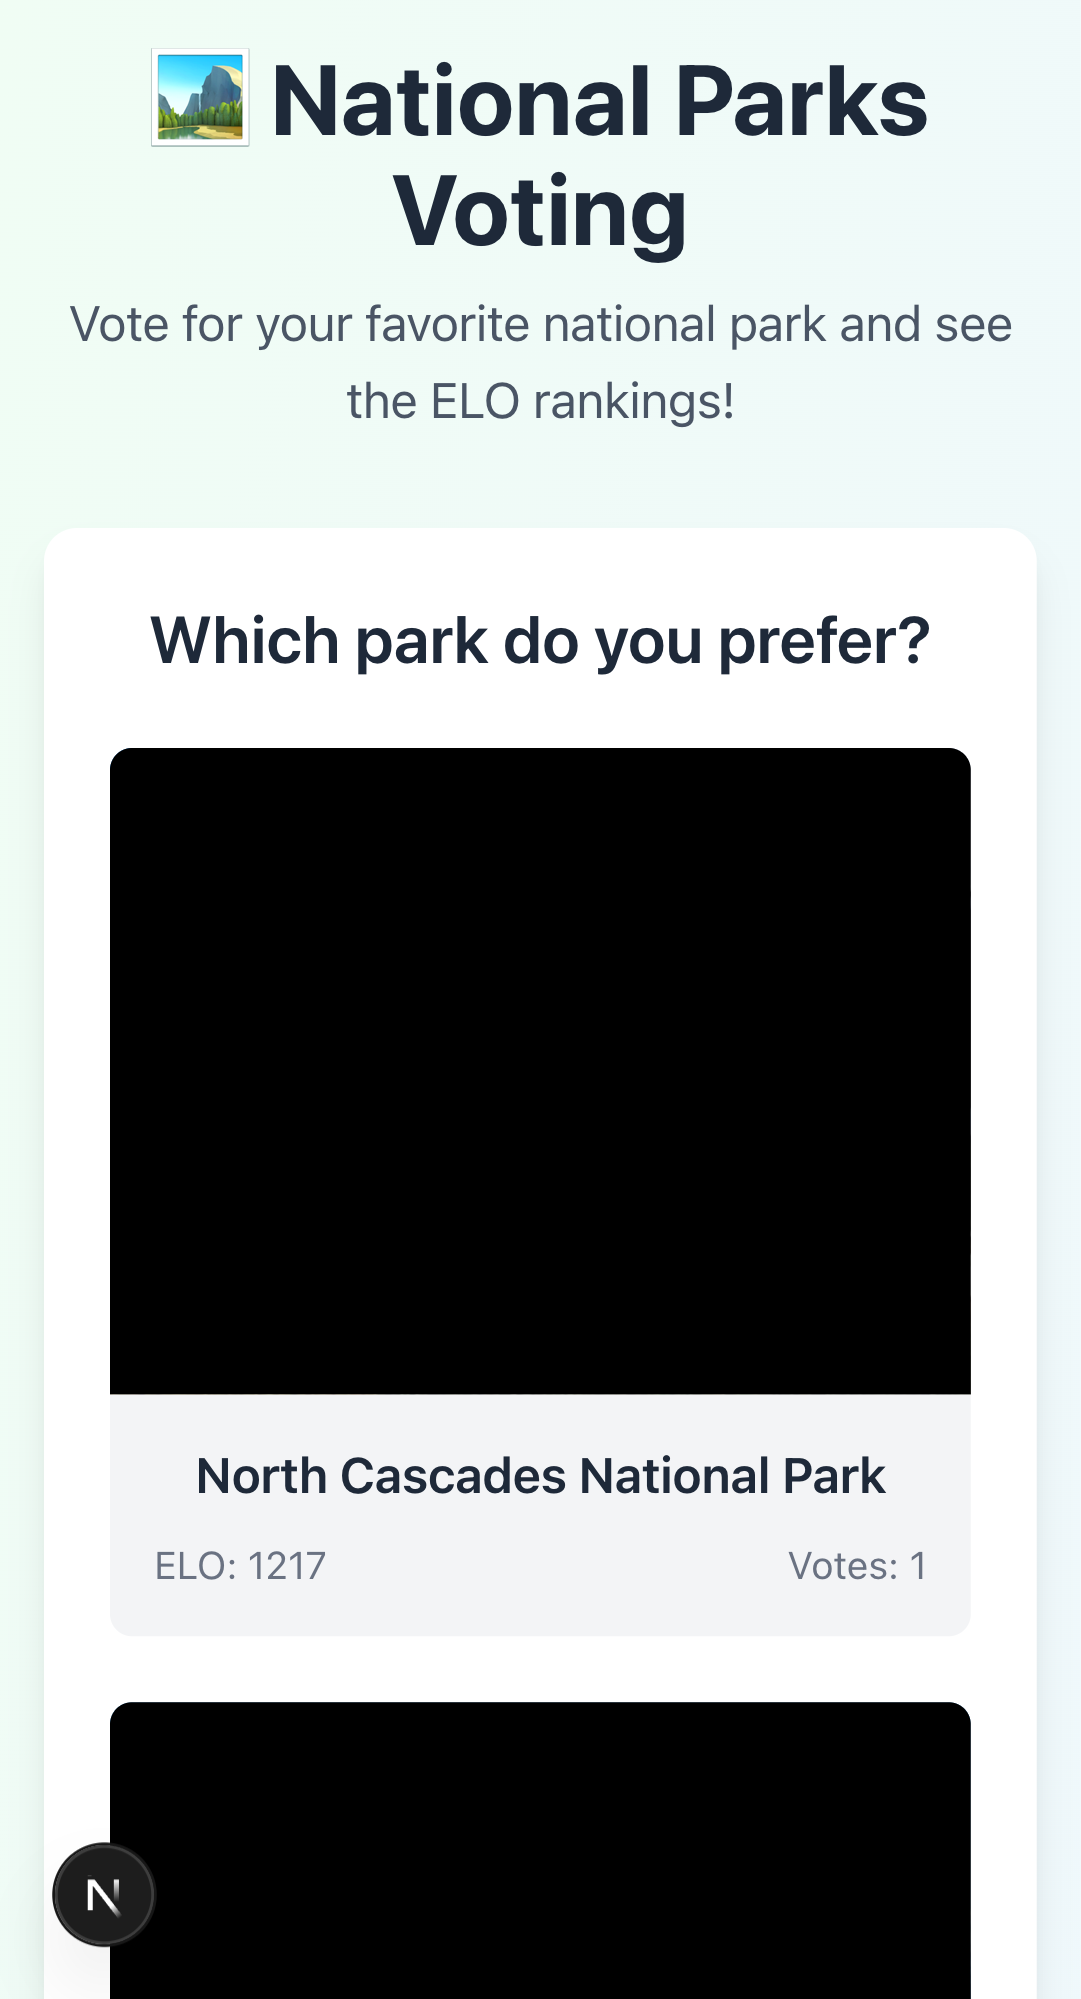 National Parks
Voting
Vote for your favorite national park and see
the ELO rankings!
Which park do you prefer?
North Cascades National Park
ELO: 1217 Votes: 1
N